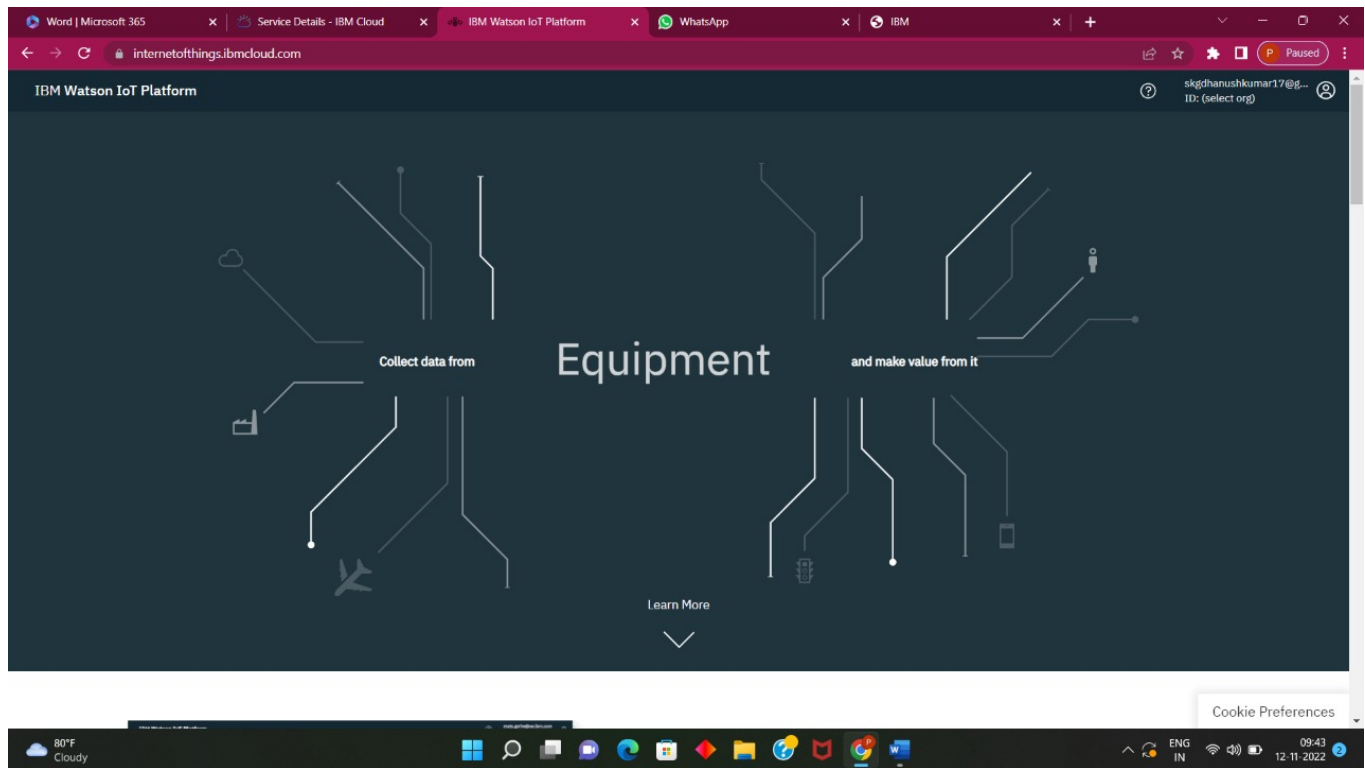 Word | Microsoft 365
Service Details - IBM Cloud
IBM Watson IoT Platform
WhatsApp
IBM
internetofthings.ibmcloud.com
P Paused
IBM Watson IoT Platform
skgdhanushkumar17@g...
ID: (select org)
Collect data from Equipment and make value from it
Learn More
Cookie Preferences
80°F
Cloudy
ENG
IN
09:43
12-11-2022
2